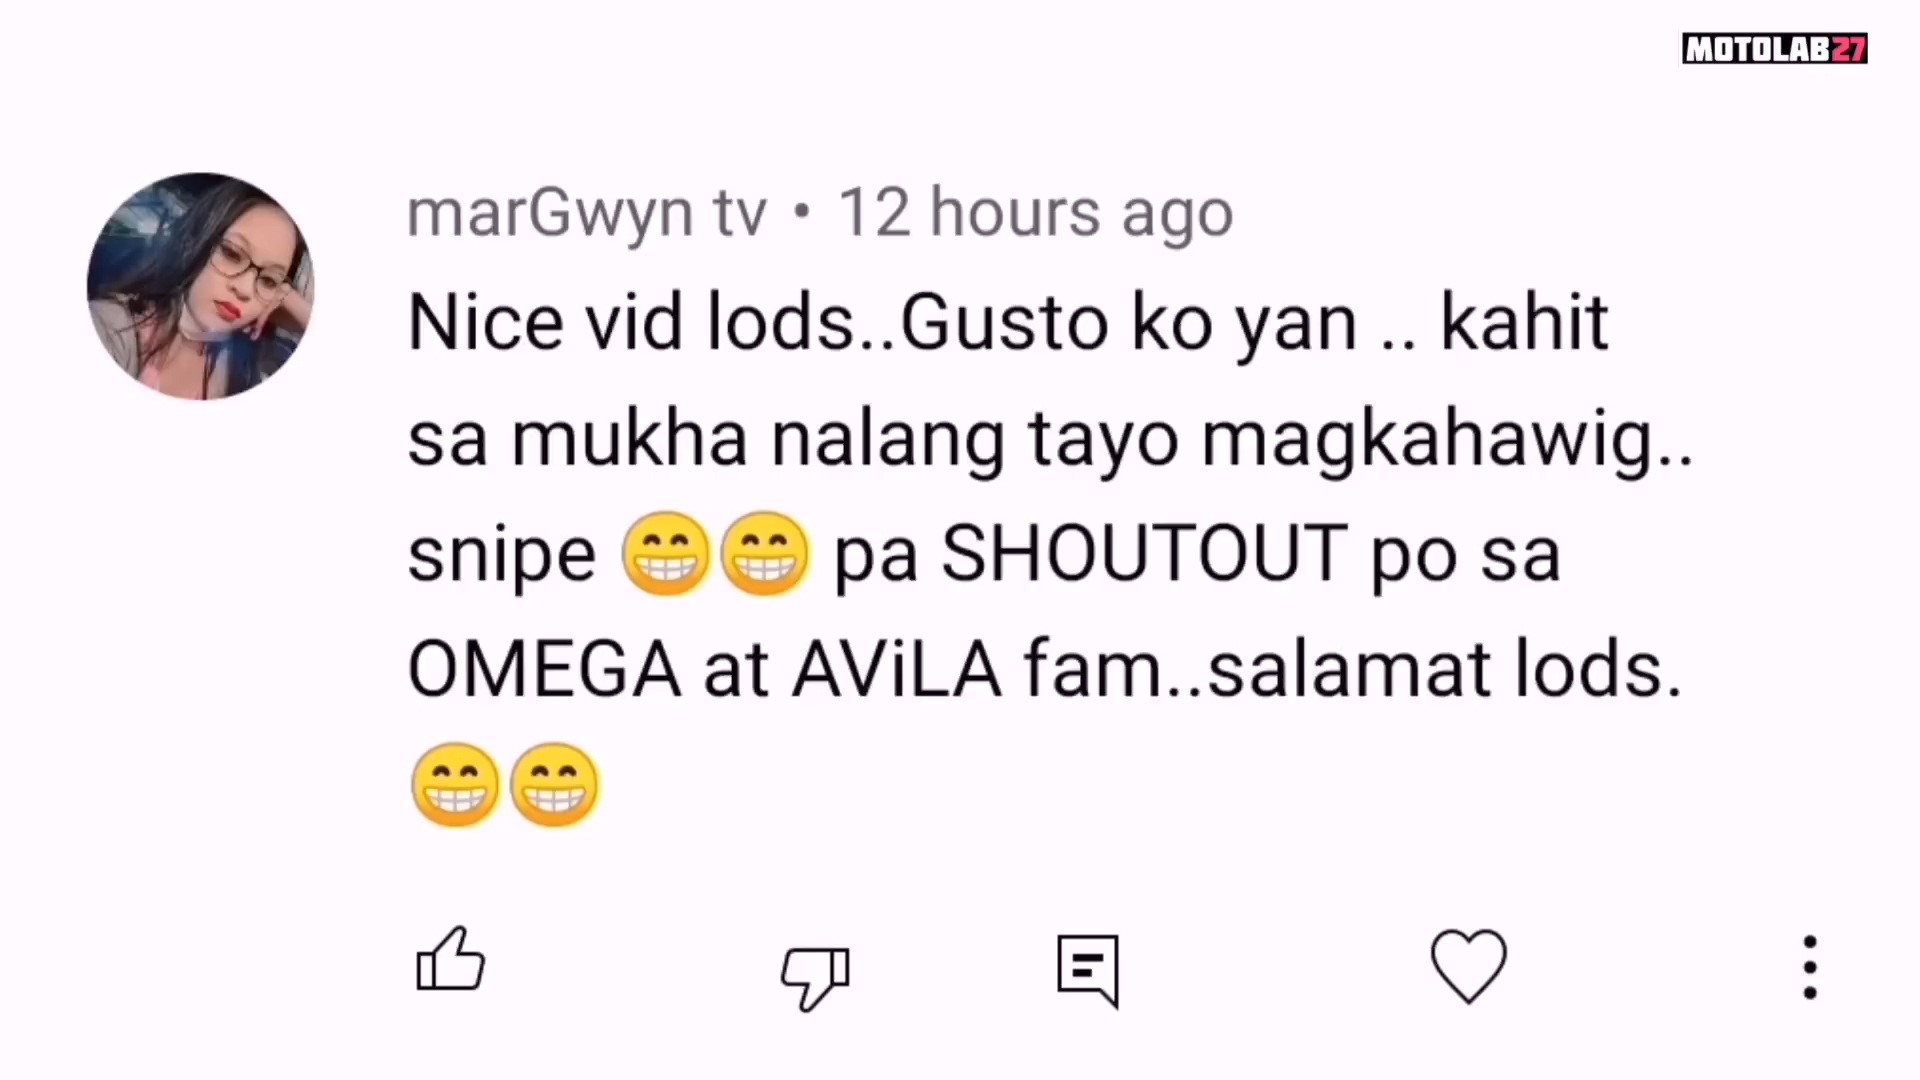 MOTOLAB27
marGwyn tv • 12 hours ago
Nice vid lods..Gusto ko yan .. kahit
sa mukha nalang tayo magkahawig..
snipe 😁😁 pa SHOUTOUT po sa
OMEGA at AViLA fam..salamat lods.
😁😁